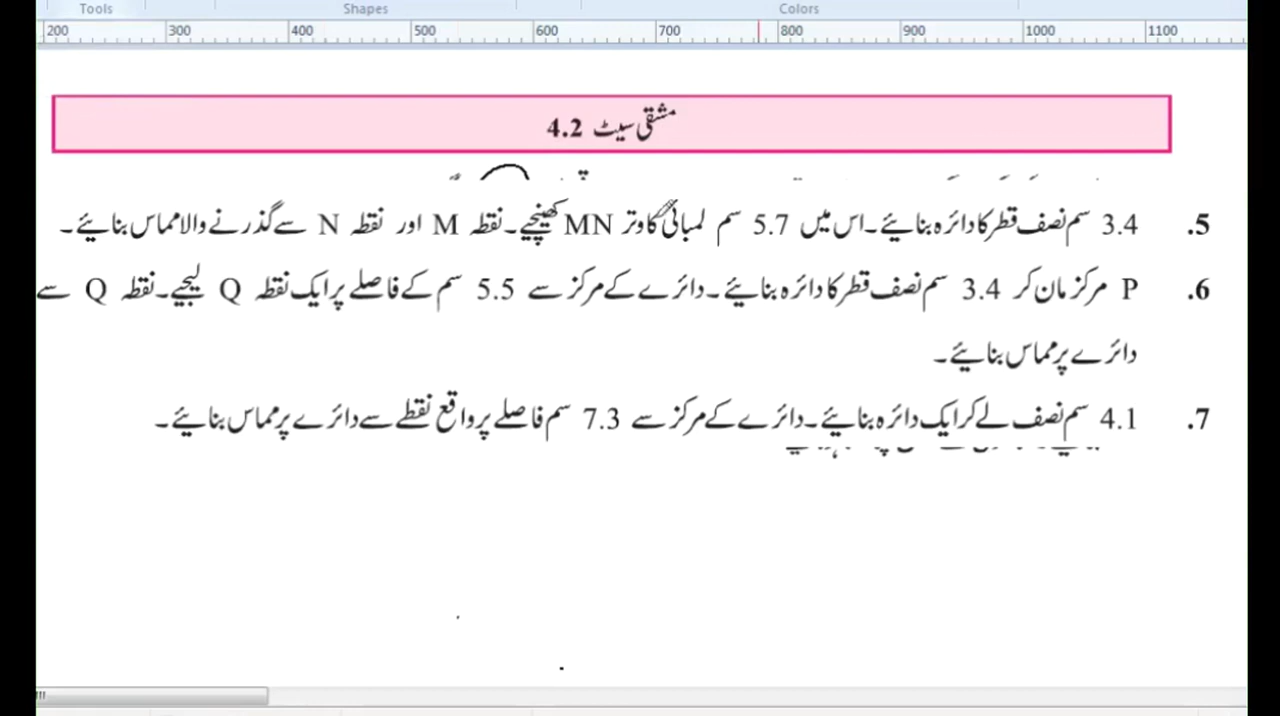 Tools Shapes Colors
200 300 400 500 600 700 800 900 1000 1100
مشقی سیٹ 4.2
5. 3.4 سم نصف قطر کا دائرہ بنائیے۔ اس میں 5.7 سم لمبائی کا وتر MN کھینچیے۔ نقطہ M اور نقطہ N سے گذرنے والا مماس بنائیے۔
6. P مرکز مان کر 3.4 سم نصف قطر کا دائرہ بنائیے۔ دائرے کے مرکز سے 5.5 سم کے فاصلے پر ایک نقطہ Q لیجیے۔ نقطہ Q سے
دائرے پر مماس بنائیے۔
7. 4.1 سم نصف لے کر ایک دائرہ بنائیے۔ دائرے کے مرکز سے 7.3 سم فاصلے پر واقع نقطے سے دائرے پر مماس بنائیے۔